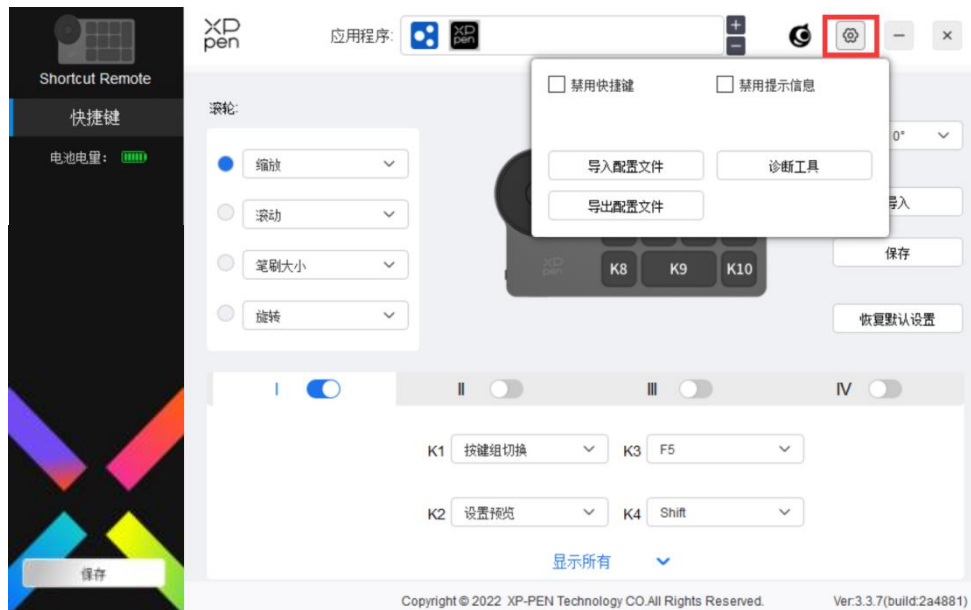 Shortcut Remote
快捷键
电池电量：
保存
XP
pen
应用程序:
XP
pen
禁用快捷键
禁用提示信息
导入配置文件
诊断工具
导出配置文件
滚轮:
缩放
滚动
笔刷大小
旋转
XP
pen
K8
K9
K10
0°
导入
保存
恢复默认设置
I
II
III
IV
K1 按键组切换
K3 F5
K2 设置预览
K4 Shift
显示所有
Copyright © 2022 XP-PEN Technology CO.All Rights Reserved.
Ver:3.3.7(build:2a4881)